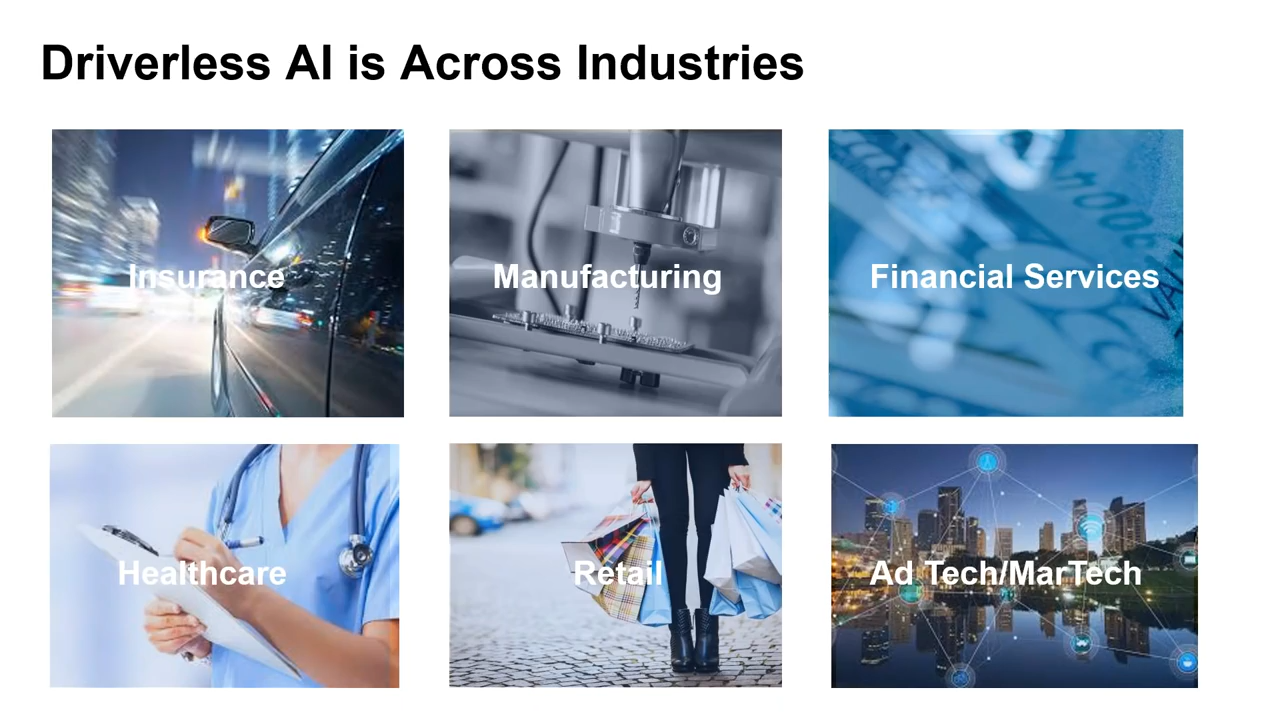 Driverless AI is Across Industries
Insurance
Manufacturing
Financial Services
Healthcare
Retail
Ad Tech/MarTech